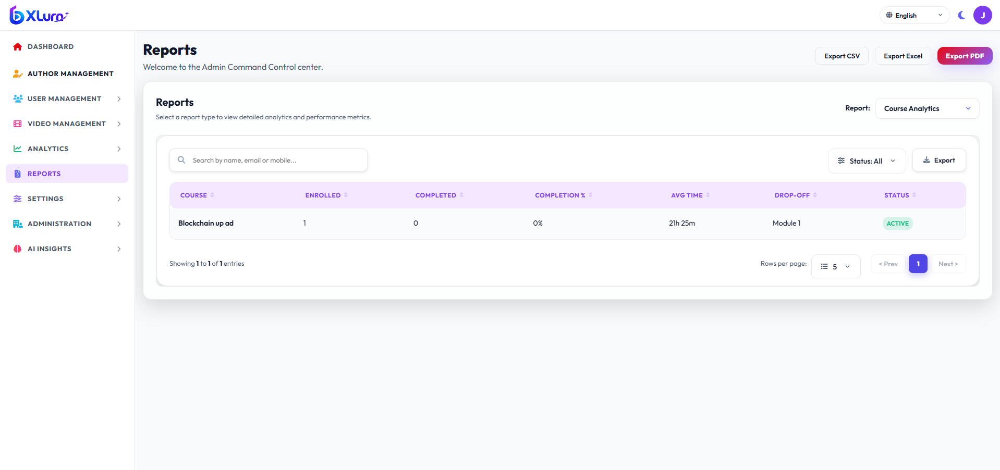 XLurn
English
J
DASHBOARD
AUTHOR MANAGEMENT
USER MANAGEMENT
VIDEO MANAGEMENT
ANALYTICS
REPORTS
SETTINGS
ADMINISTRATION
AI INSIGHTS
Reports
Welcome to the Admin Command Control center.
Export CSV
Export Excel
Export PDF
Reports
Select a report type to view detailed analytics and performance metrics.
Report:
Course Analytics
Search by name, email or mobile...
Status: All
Export
COURSE ENROLLED COMPLETED COMPLETION % AVG TIME DROP-OFF STATUS
Blockchain up ad 1 0 0% 21h 25m Module 1 ACTIVE
Showing 1 to 1 of 1 entries
Rows per page:
5
< Prev
1
Next >